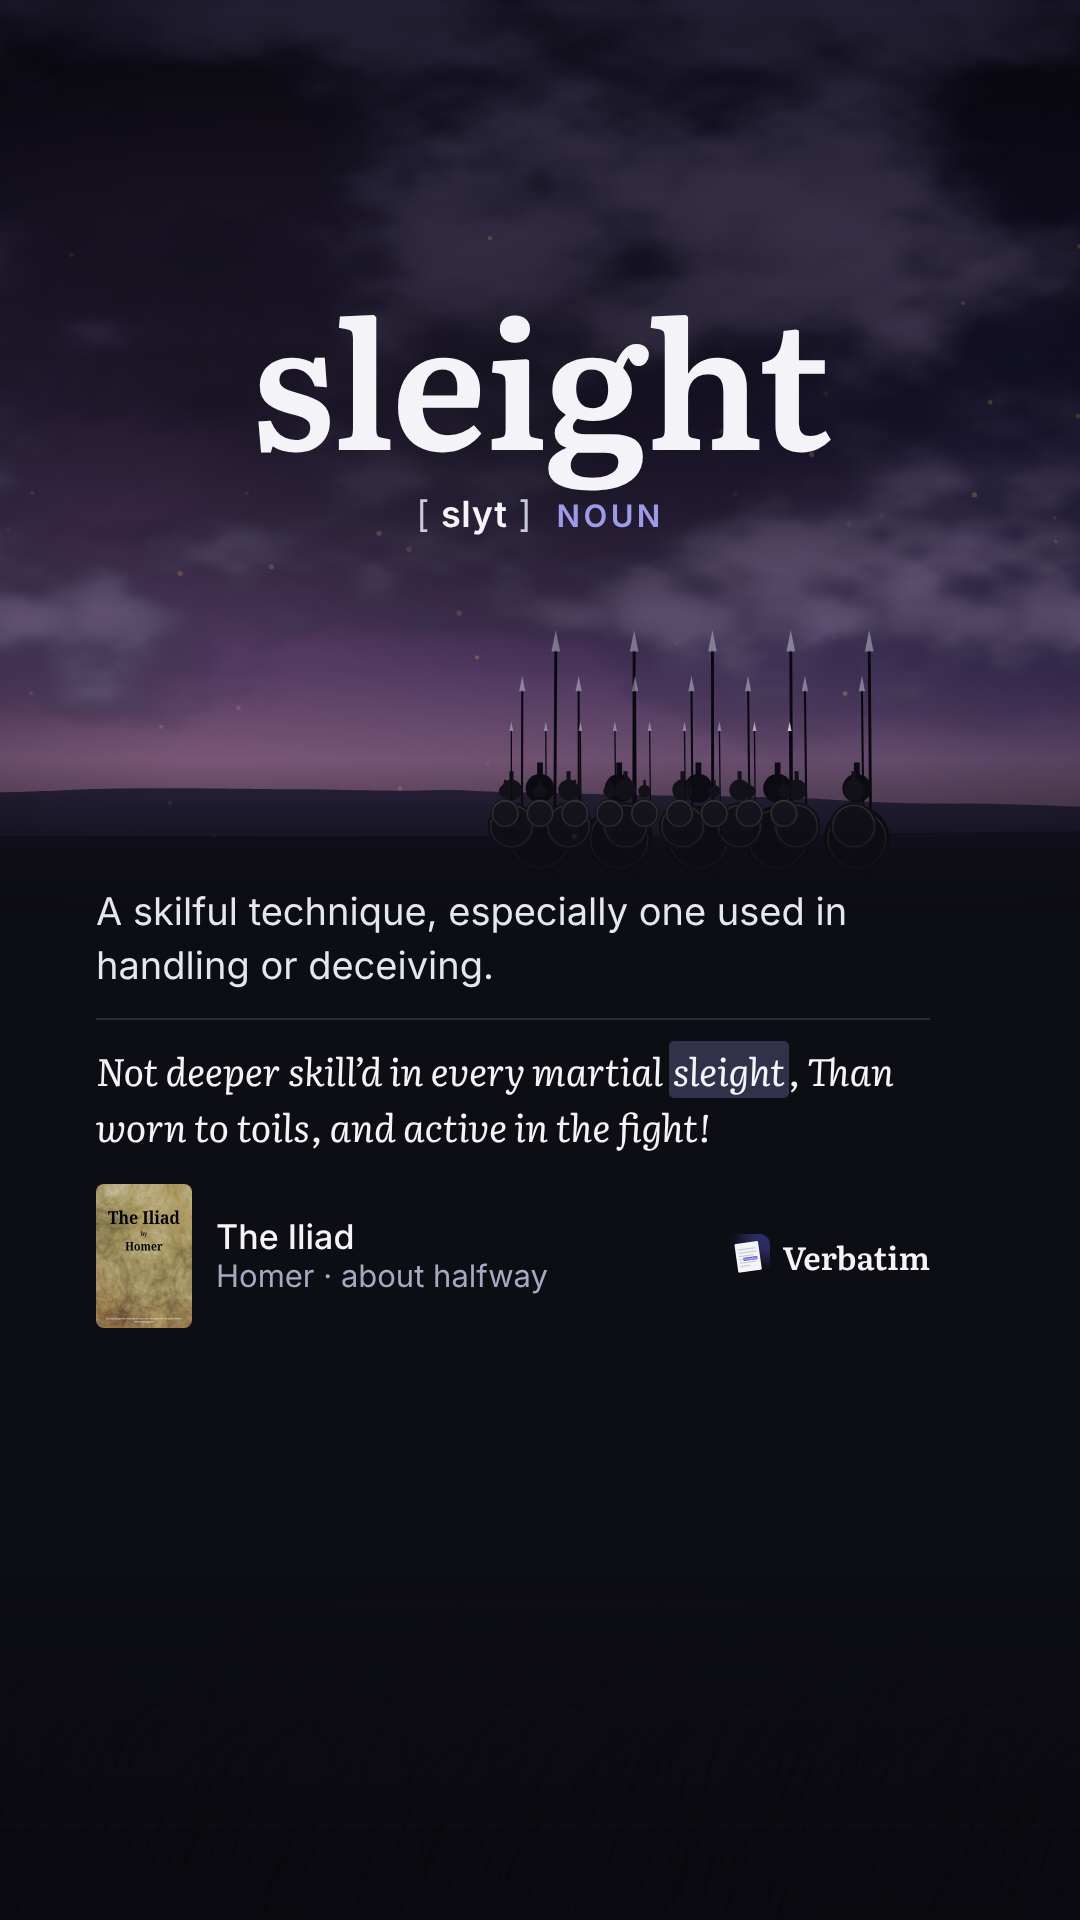 sleight
[ slyt ] NOUN
A skilful technique, especially one used in
handling or deceiving.
Not deeper skill’d in every martial sleight, Than
worn to toils, and active in the fight!
The Iliad
by
Homer
The Iliad
Homer · about halfway
Verbatim